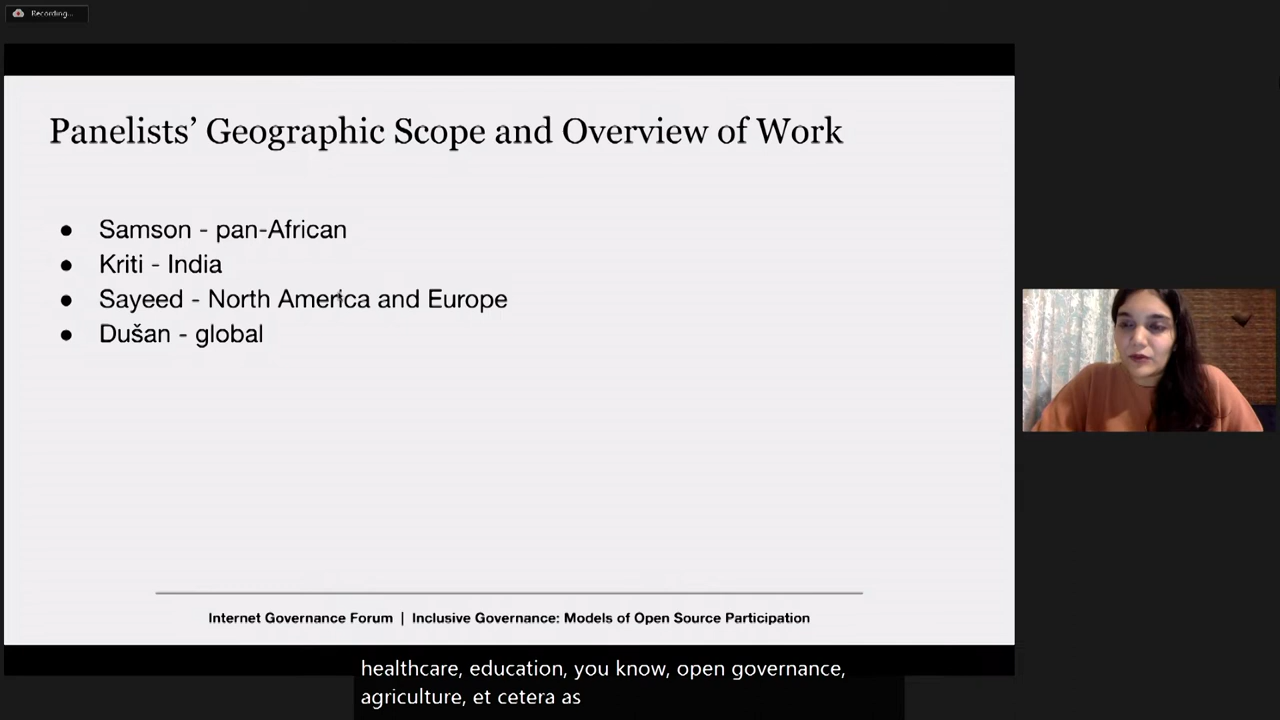 Recording...
Panelists’ Geographic Scope and Overview of Work
● Samson - pan-African
● Kriti - India
● Sayeed - North America and Europe
● Dušan - global
Internet Governance Forum | Inclusive Governance: Models of Open Source Participation
healthcare, education, you know, open governance,
agriculture, et cetera as